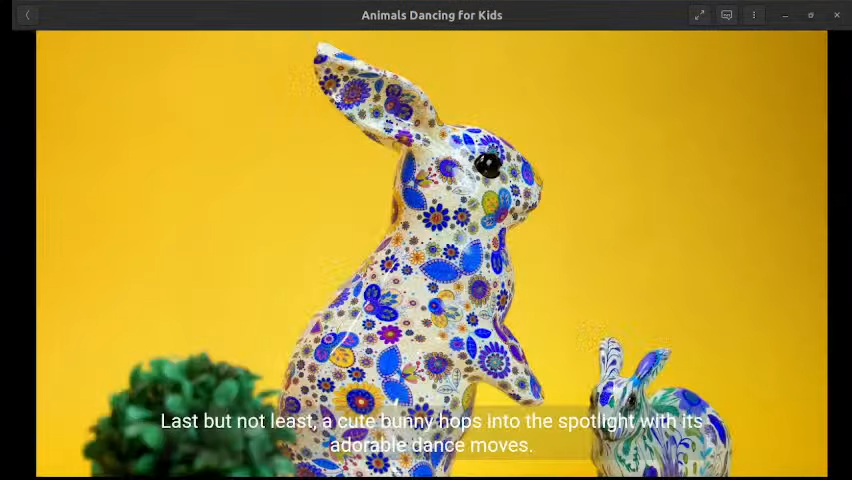 Animals Dancing for Kids
Last but not least, a cute bunny hops into the spotlight with its
adorable dance moves.